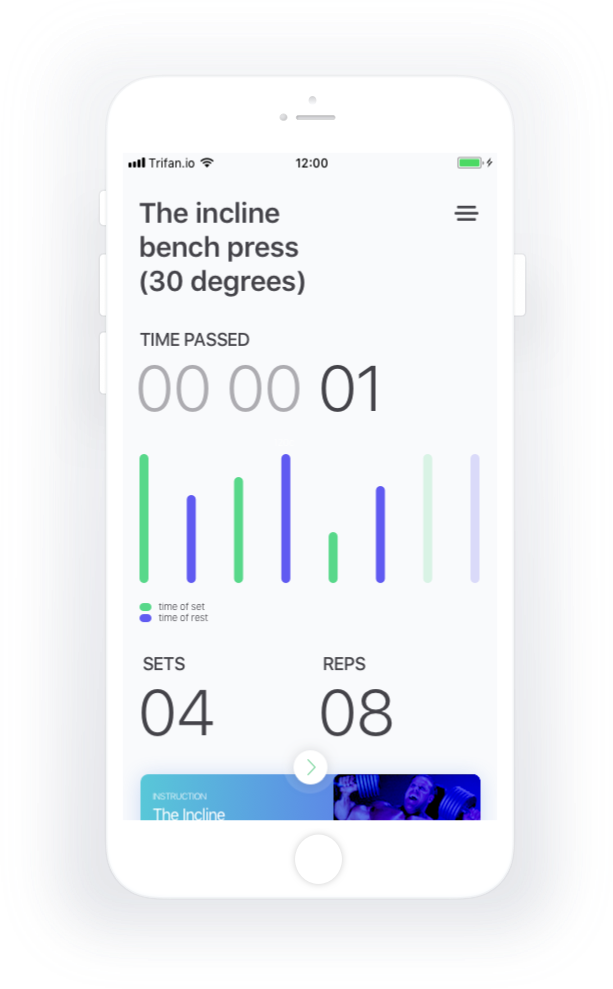 Trifan.io 12:00
The incline
bench press
(30 degrees)
TIME PASSED
00 00 01
time of set
time of rest
SETS REPS
04 08
INSTRUCTION
The Incline